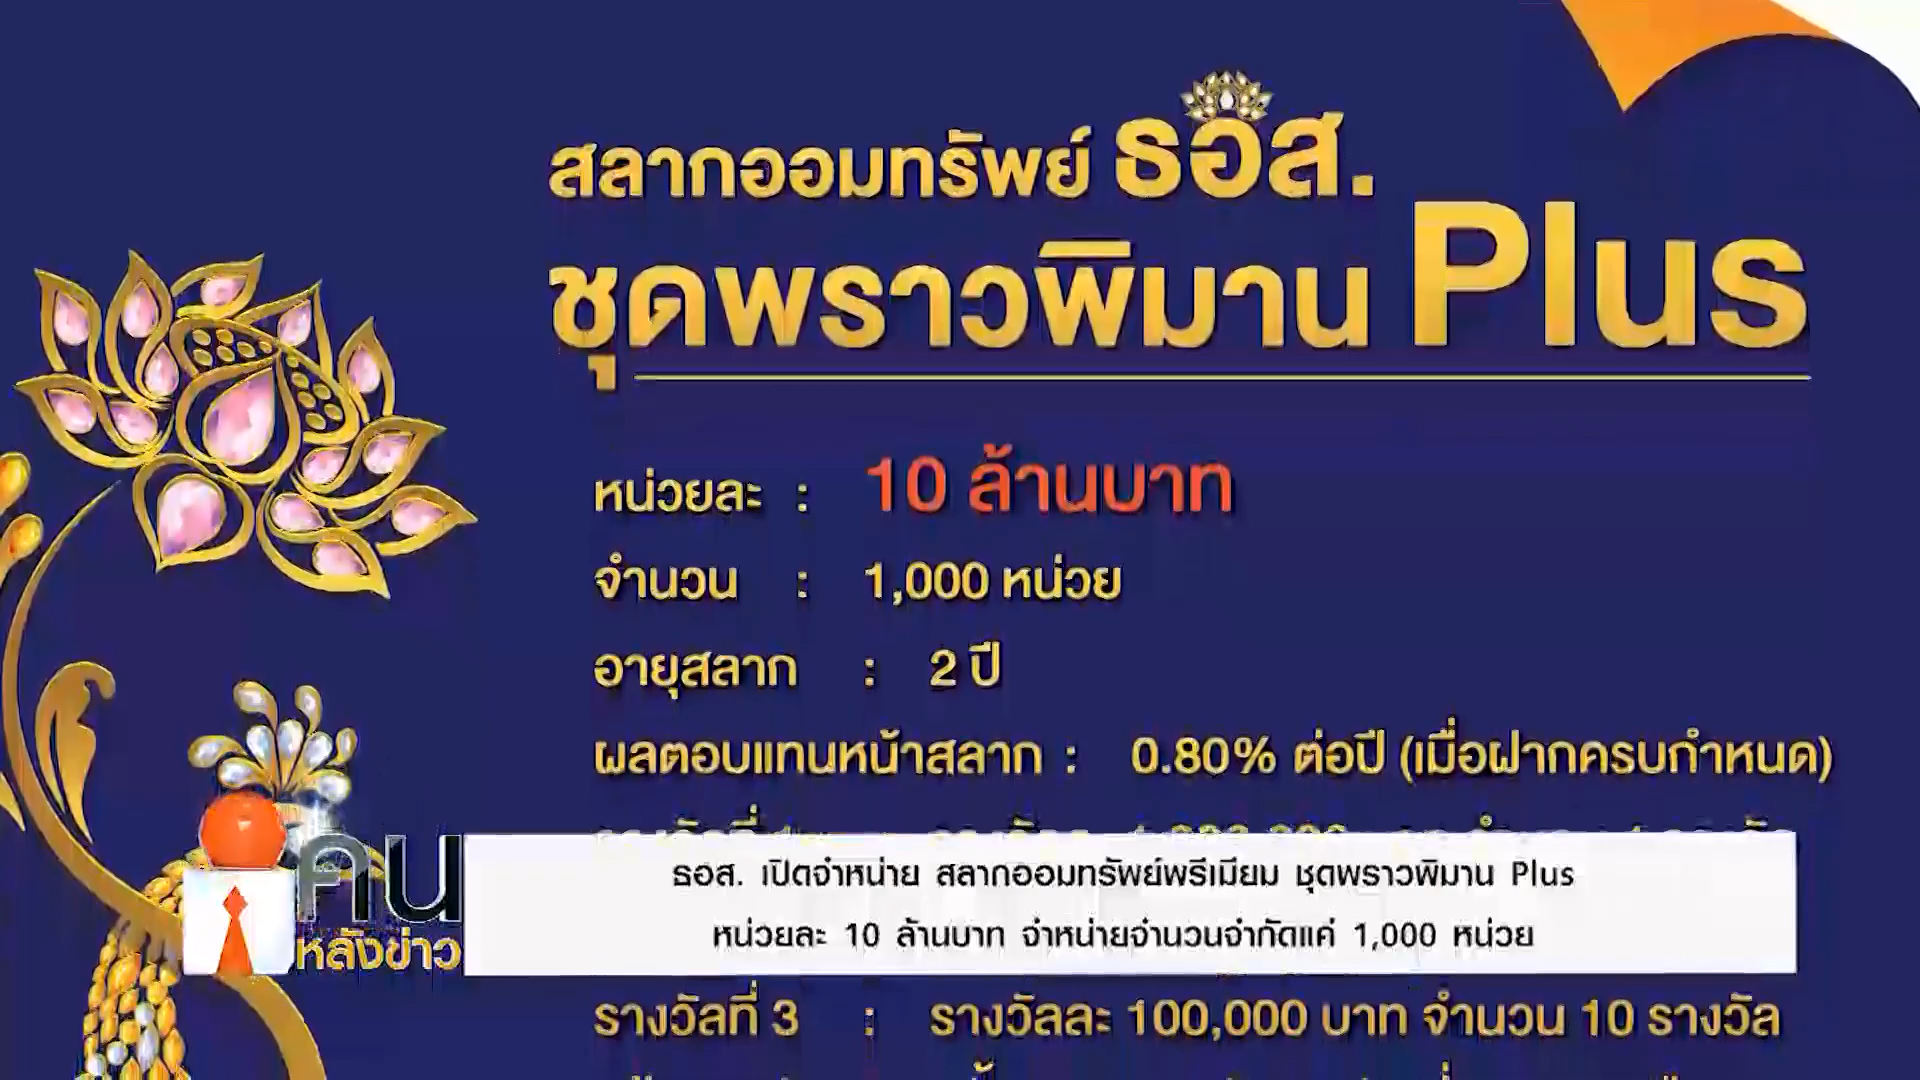 สลากออมทรัพย์ ธอส.
ชุดพราวพิมาน Plus
หน่วยละ : 10 ล้านบาท
จำนวน : 1,000 หน่วย
อายุสลาก : 2 ปี
ผลตอบแทนหน้าสลาก : 0.80% ต่อปี (เมื่อฝากครบกำหนด)
คน
หลังข่าว
ธอส. เปิดจำหน่าย สลากออมทรัพย์พรีเมียม ชุดพราวพิมาน Plus
หน่วยละ 10 ล้านบาท จำหน่ายจำนวนจำกัดแค่ 1,000 หน่วย
รางวัลที่ 3 : รางวัลละ 100,000 บาท จำนวน 10 รางวัล